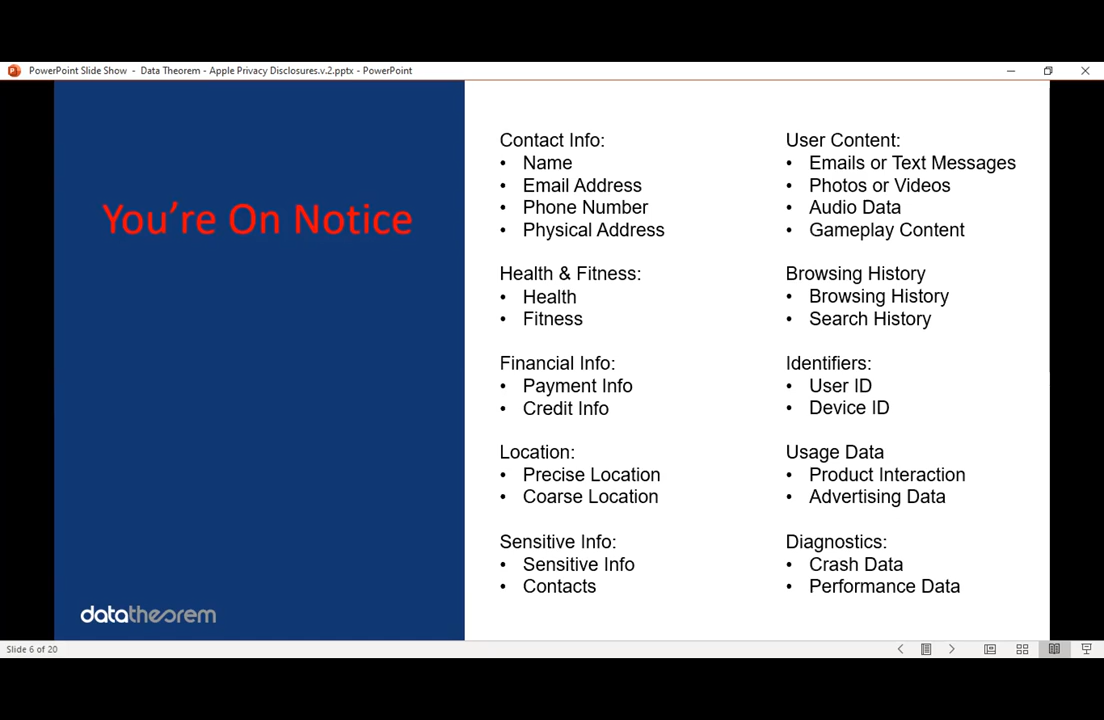 PowerPoint Slide Show - Data Theorem - Apple Privacy Disclosures.v.2.pptx - PowerPoint
You're On Notice
datatheorem
Contact Info:
• Name
• Email Address
• Phone Number
• Physical Address
Health & Fitness:
• Health
• Fitness
Financial Info:
• Payment Info
• Credit Info
Location:
• Precise Location
• Coarse Location
Sensitive Info:
• Sensitive Info
• Contacts
User Content:
• Emails or Text Messages
• Photos or Videos
• Audio Data
• Gameplay Content
Browsing History
• Browsing History
• Search History
Identifiers:
• User ID
• Device ID
Usage Data
• Product Interaction
• Advertising Data
Diagnostics:
• Crash Data
• Performance Data
Slide 6 of 20